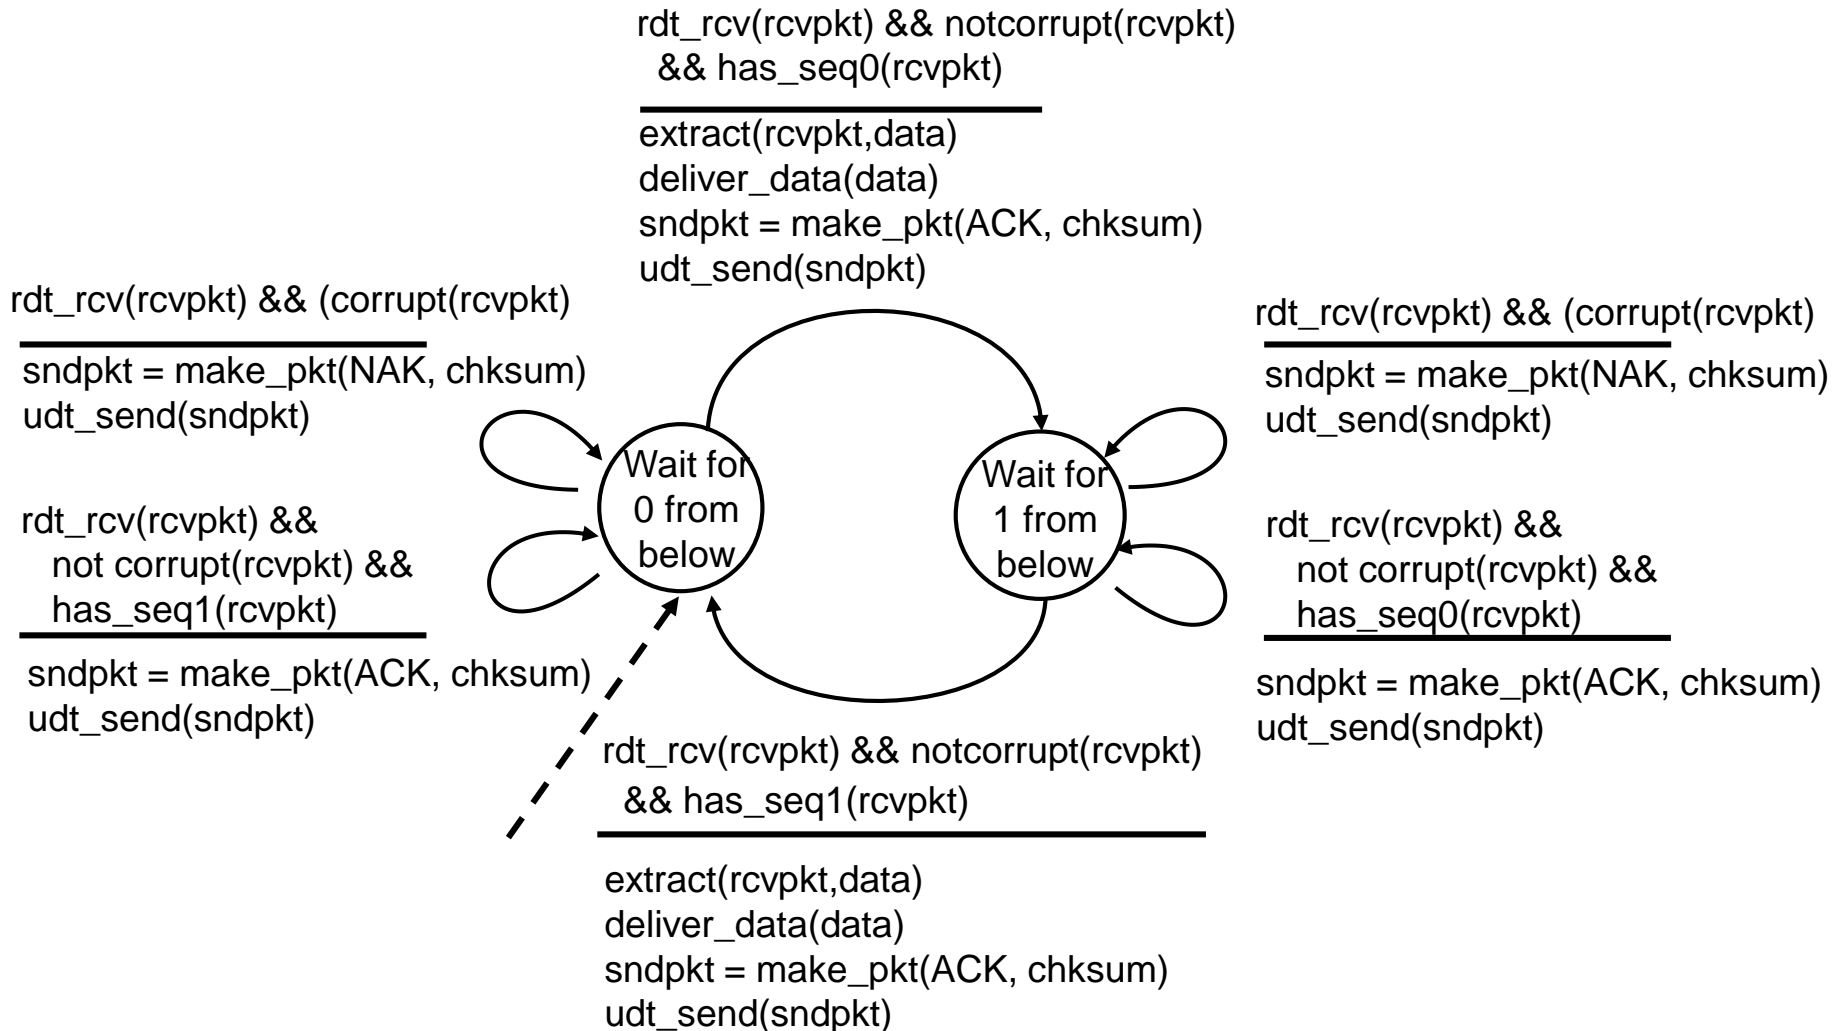 rdt_rcv(rcvpkt) && notcorrupt(rcvpkt)
&& has_seq0(rcvpkt)
extract(rcvpkt,data)
deliver_data(data)
sndpkt = make_pkt(ACK, chksum)
udt_send(sndpkt)
rdt_rcv(rcvpkt) && (corrupt(rcvpkt)
sndpkt = make_pkt(NAK, chksum)
udt_send(sndpkt)
rdt_rcv(rcvpkt) &&
not corrupt(rcvpkt) &&
has_seq1(rcvpkt)
sndpkt = make_pkt(ACK, chksum)
udt_send(sndpkt)
Wait for
0 from
below
Wait for
1 from
below
rdt_rcv(rcvpkt) && (corrupt(rcvpkt)
sndpkt = make_pkt(NAK, chksum)
udt_send(sndpkt)
rdt_rcv(rcvpkt) &&
not corrupt(rcvpkt) &&
has_seq0(rcvpkt)
sndpkt = make_pkt(ACK, chksum)
udt_send(sndpkt)
rdt_rcv(rcvpkt) && notcorrupt(rcvpkt)
&& has_seq1(rcvpkt)
extract(rcvpkt,data)
deliver_data(data)
sndpkt = make_pkt(ACK, chksum)
udt_send(sndpkt)